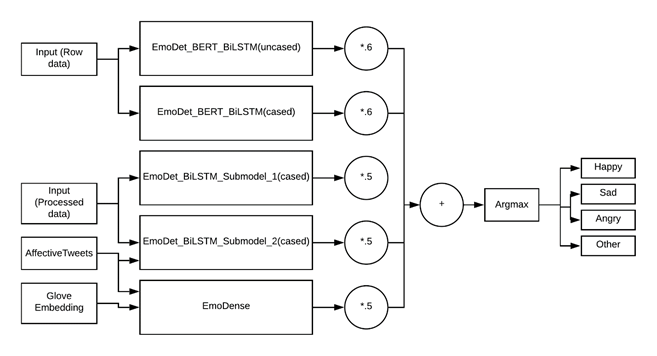 Input (Row
data)
EmoDet_BERT_BiLSTM(uncased)
*.6
EmoDet_BERT_BiLSTM(cased)
*.6
Input
(Processed
data)
EmoDet_BiLSTM_Submodel_1(cased)
*.5
EmoDet_BiLSTM_Submodel_2(cased)
*.5
AffectiveTweets
Glove
Embedding
EmoDense
*.5
+
Argmax
Happy
Sad
Angry
Other